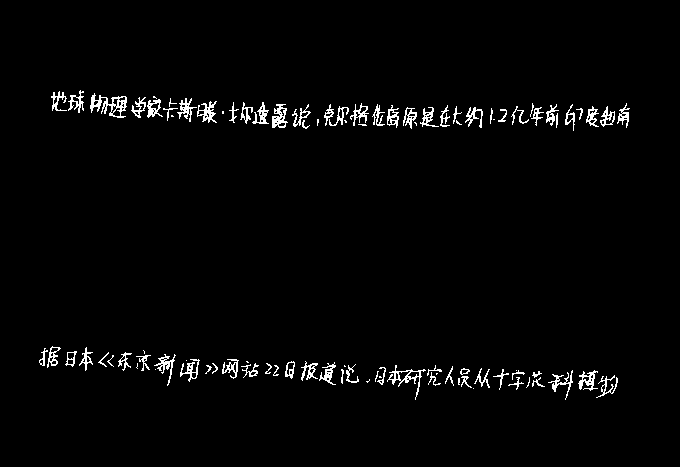 地球物理学家卡斯滕·尔透露说,克尔格伦高原是在大约1.2亿年前印度和南
据日本《东京新闻》网站22日报道说,日本研究人员从十字花科植物